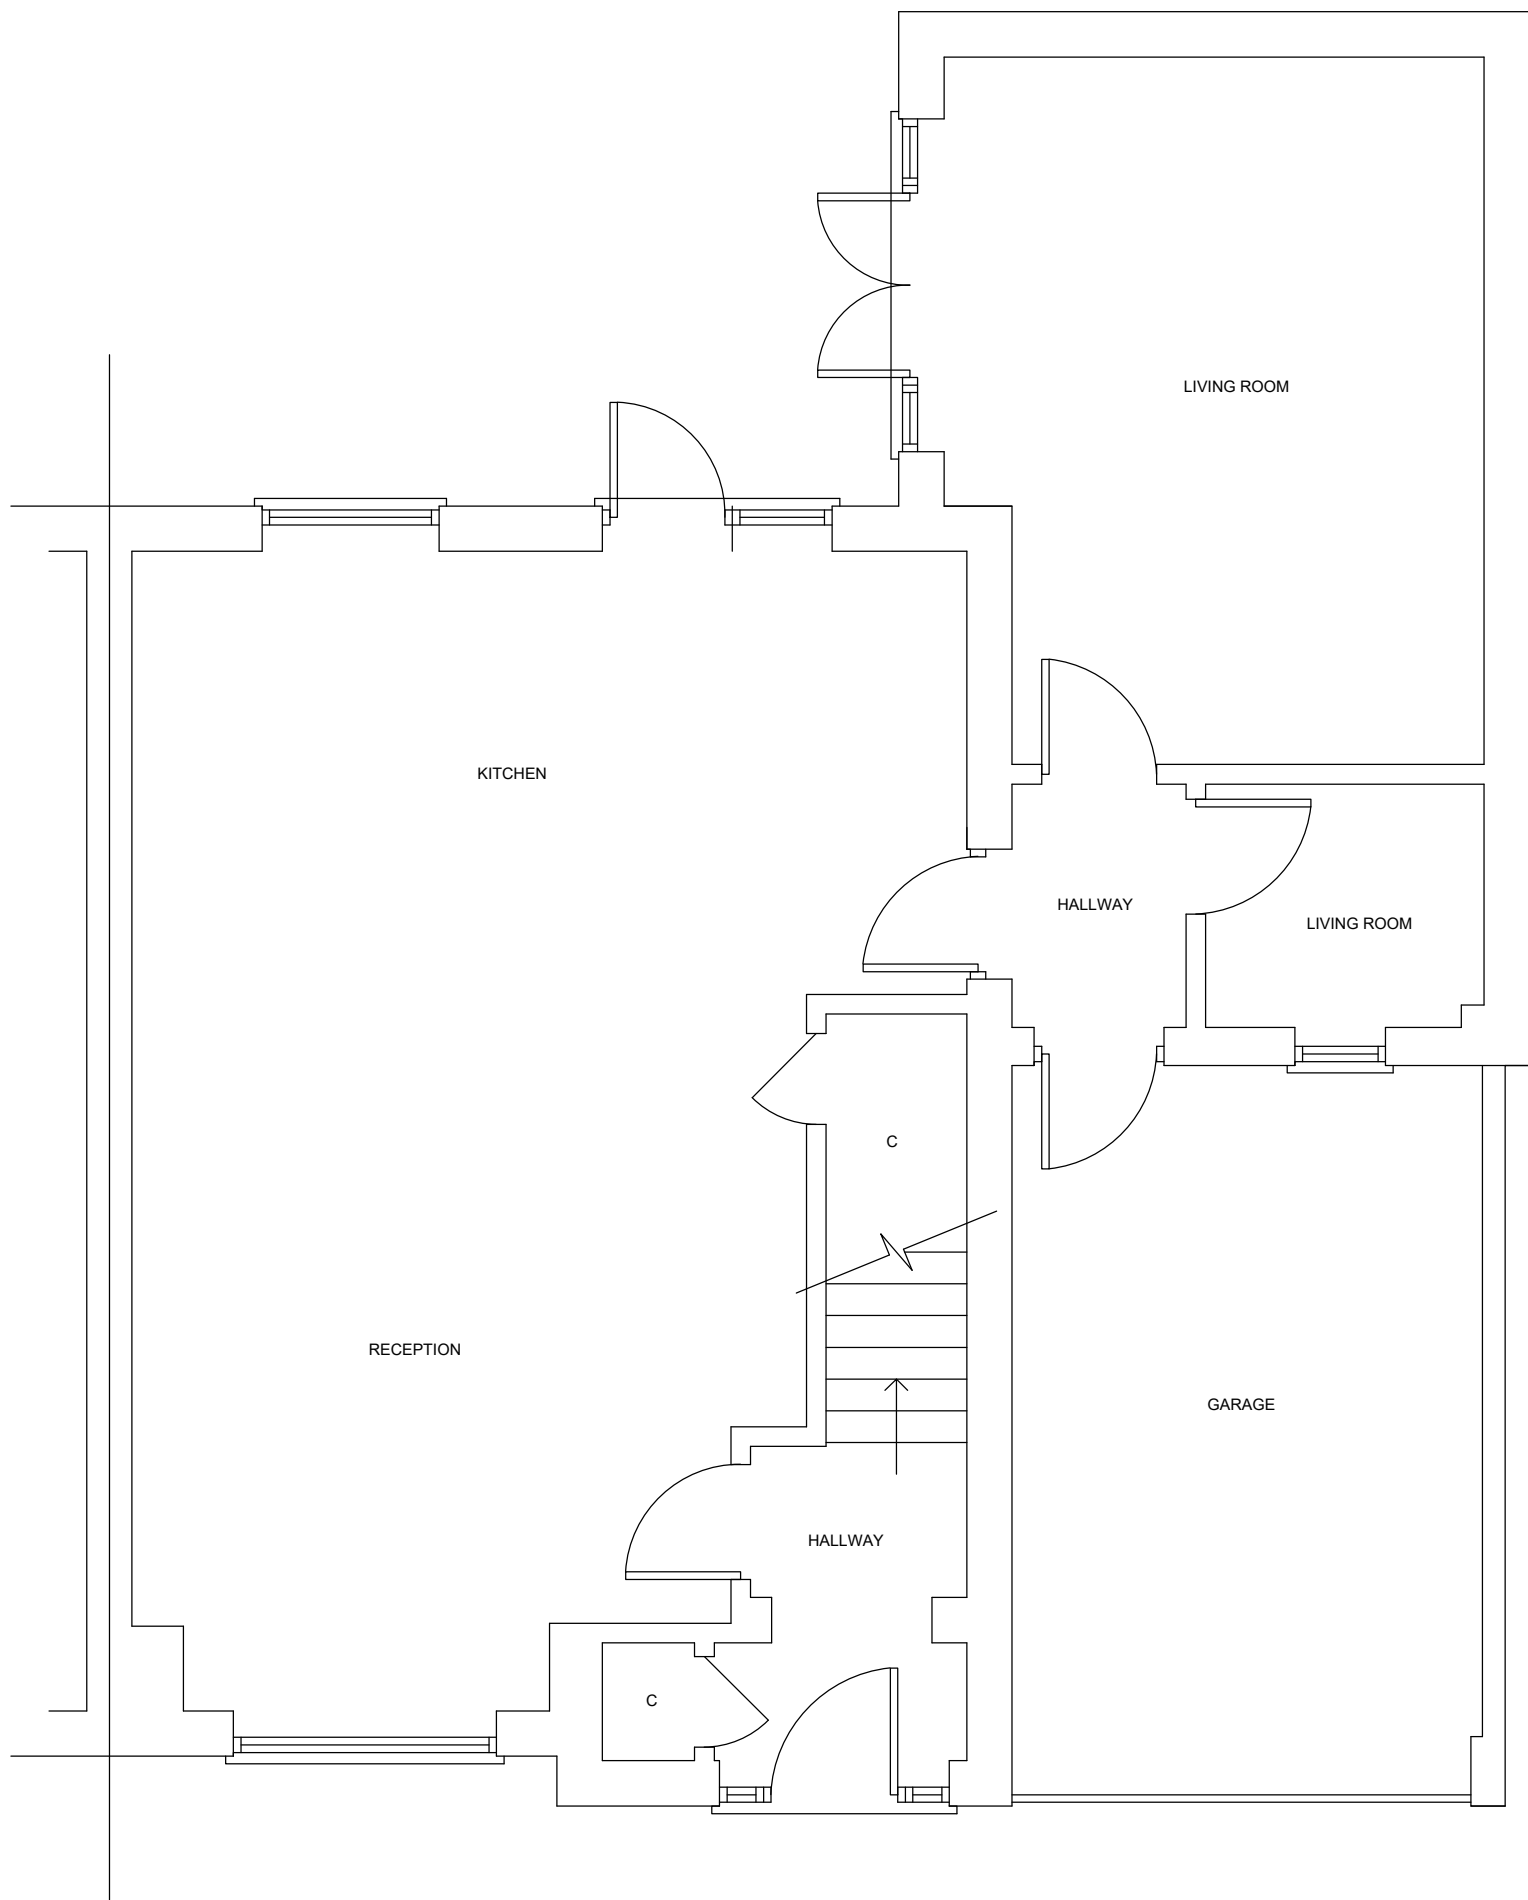 LIVING ROOM
KITCHEN
HALLWAY
LIVING ROOM
C
RECEPTION
GARAGE
HALLWAY
C